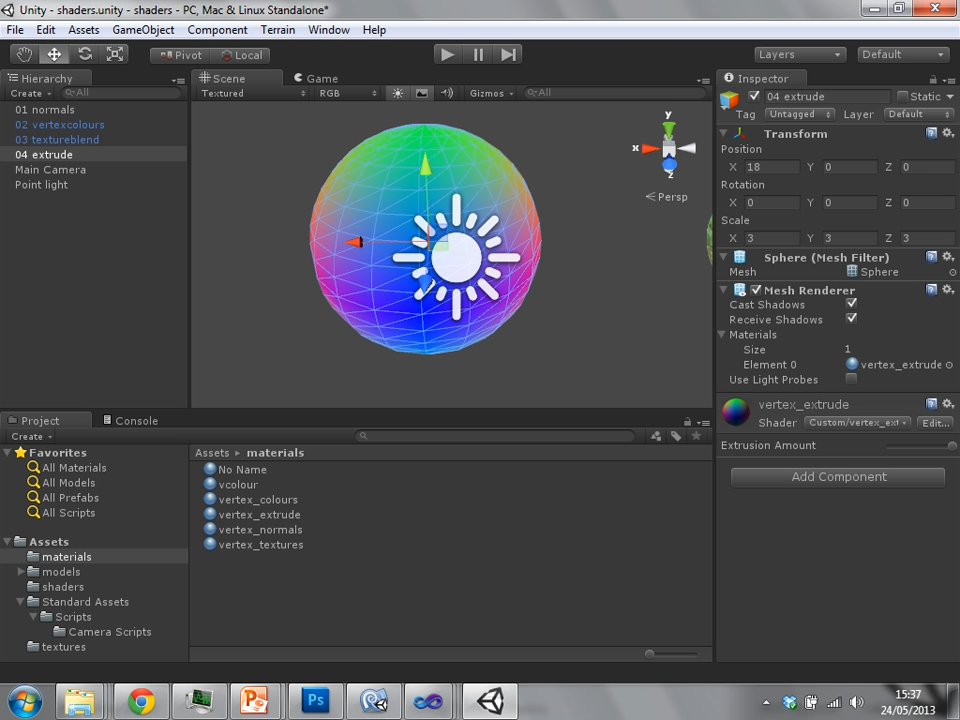 Unity - shaders.unity - shaders - PC, Mac & Linux Standalone*
File Edit Assets GameObject Component Terrain Window Help
Pivot Local Layers Default
Hierarchy
Create All
01 normals
02 vertexcolours
03 textureblend
04 extrude
Main Camera
Point light
Scene Game
Textured RGB Gizmos All
y
x
z
Persp
Inspector
04 extrude Static
Tag Untagged Layer Default
Transform
Position
X 18 Y 0 Z 0
Rotation
X 0 Y 0 Z 0
Scale
X 3 Y 3 Z 3
Sphere (Mesh Filter)
Mesh Sphere
Mesh Renderer
Cast Shadows
Receive Shadows
Materials
Size 1
Element 0 vertex_extrude
Use Light Probes
vertex_extrude
Shader Custom/vertex_ext Edit...
Extrusion Amount
Add Component
Project Console
Create
Favorites
All Materials
All Models
All Prefabs
All Scripts
Assets
materials
models
shaders
Standard Assets
Scripts
Camera Scripts
textures
Assets materials
No Name
vcolour
vertex_colours
vertex_extrude
vertex_normals
vertex_textures
Ps
15:37
24/05/2013